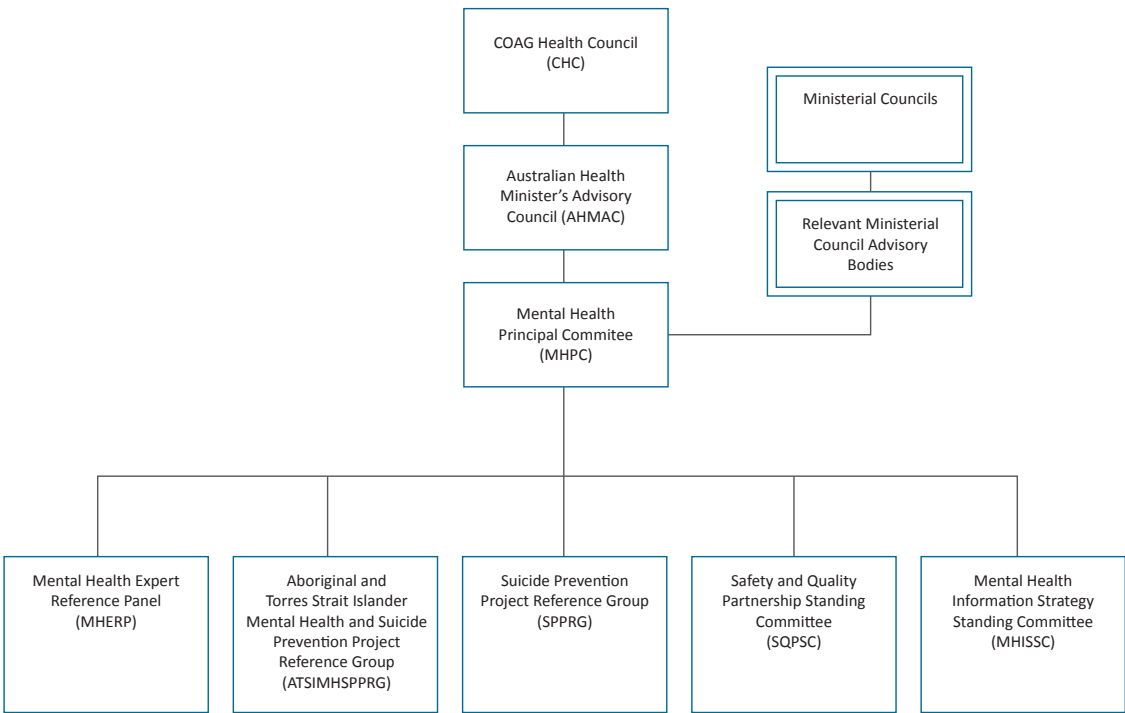 COAG Health Council
(CHC)
Ministerial Councils
Australian Health
Minister’s Advisory
Council (AHMAC)
Relevant Ministerial
Council Advisory
Bodies
Mental Health
Principal Commitee
(MHPC)
Mental Health Expert
Reference Panel
(MHERP)
Aboriginal and
Torres Strait Islander
Mental Health and Suicide
Prevention Project
Reference Group
(ATSIMHSPPRG)
Suicide Prevention
Project Reference Group
(SPPRG)
Safety and Quality
Partnership Standing
Committee
(SQPSC)
Mental Health
Information Strategy
Standing Committee
(MHISSC)